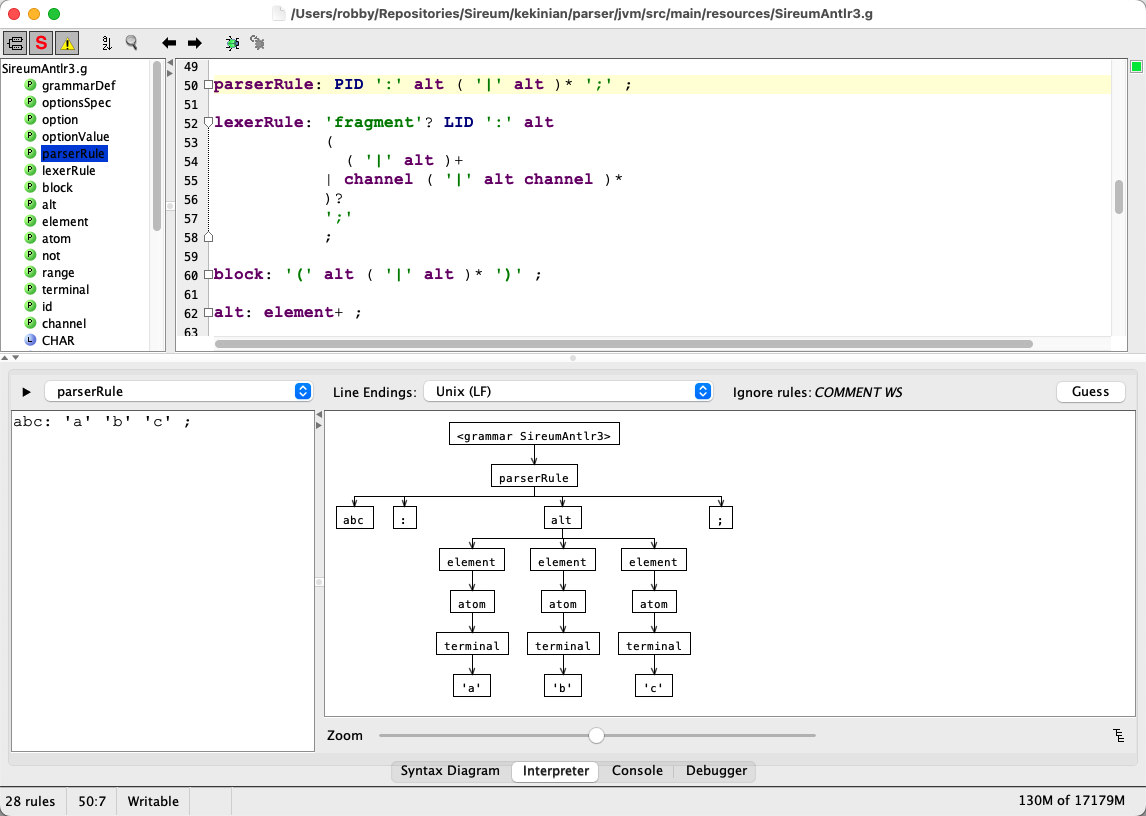 /Users/robby/Repositories/Sireum/kekinian/parser/jvm/src/main/resources/SireumAntlr3.g
S
SireumAntlr3.g
P grammarDef
P optionsSpec
P option
P optionValue
P parserRule
P lexerRule
P block
P alt
P element
P atom
P not
P range
P terminal
P id
P channel
L CHAR
49
50 parserRule: PID ':' alt ( '|' alt )* ';' ;
51
52 lexerRule: 'fragment'? LID ':' alt
53 (
54 ( '|' alt )+
55 | channel ( '|' alt channel )*
56 )?
57 ';'
58 ;
59
60 block: '(' alt ( '|' alt )* ')' ;
61
62 alt: element+ ;
63
parserRule
Line Endings: Unix (LF)
Ignore rules: COMMENT WS
Guess
abc: 'a' 'b' 'c' ;
<grammar SireumAntlr3>
parserRule
abc : alt ;
element element element
atom atom atom
terminal terminal terminal
'a' 'b' 'c'
Zoom
Syntax Diagram Interpreter Console Debugger
28 rules 50:7 Writable 130M of 17179M